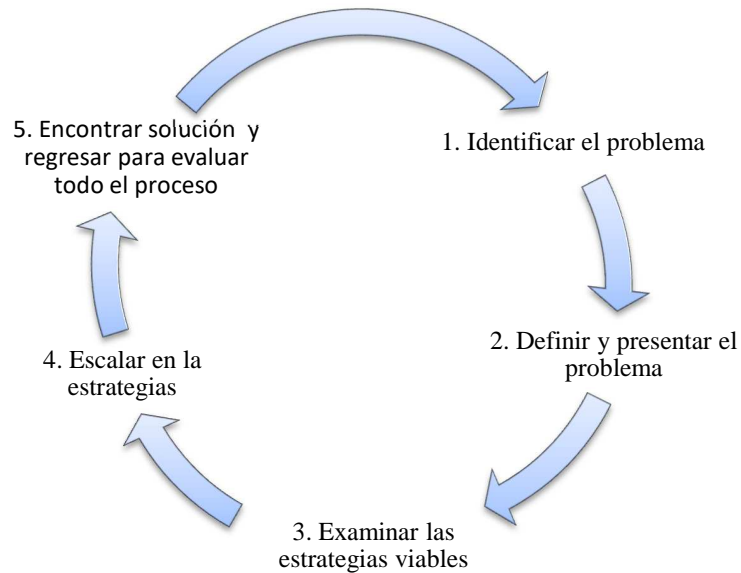 1. Identificar el problema
2. Definir y presentar el
problema
3. Examinar las
estrategias viables
4. Escalar en la
estrategias
5. Encontrar solución y
regresar para evaluar
todo el proceso